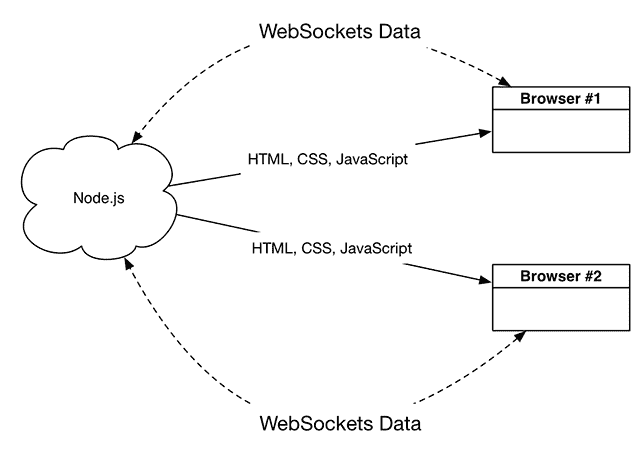 WebSockets Data
Browser #1
HTML, CSS, JavaScript
Node.js
HTML, CSS, JavaScript
Browser #2
WebSockets Data